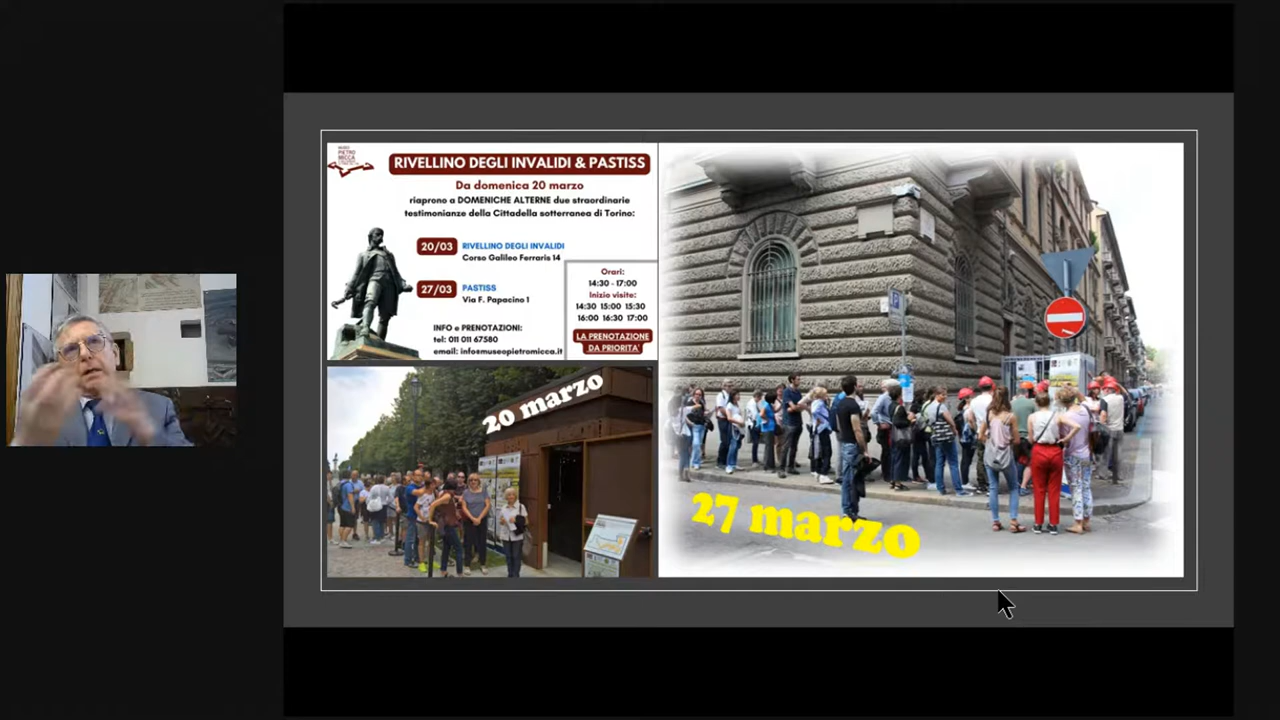 MUSEO
PIETRO
MICCA
RIVELLINO DEGLI INVALIDI & PASTISS
Da domenica 20 marzo
riaprono a DOMENICHE ALTERNE due straordinarie
testimonianze della Cittadella sotterranea di Torino:
20/03 RIVELLINO DEGLI INVALIDI
Corso Galileo Ferraris 14
27/03 PASTISS
Via F. Papacino 1
Orari:
14:30 - 17:00
Inizio visite:
14:30 15:00 15:30
16:00 16:30 17:00
LA PRENOTAZIONE
DA PRIORITA'
INFO e PRENOTAZIONI:
tel: 011 011 67580
email: info@museopietromicca.it
20 marzo
27 marzo
P